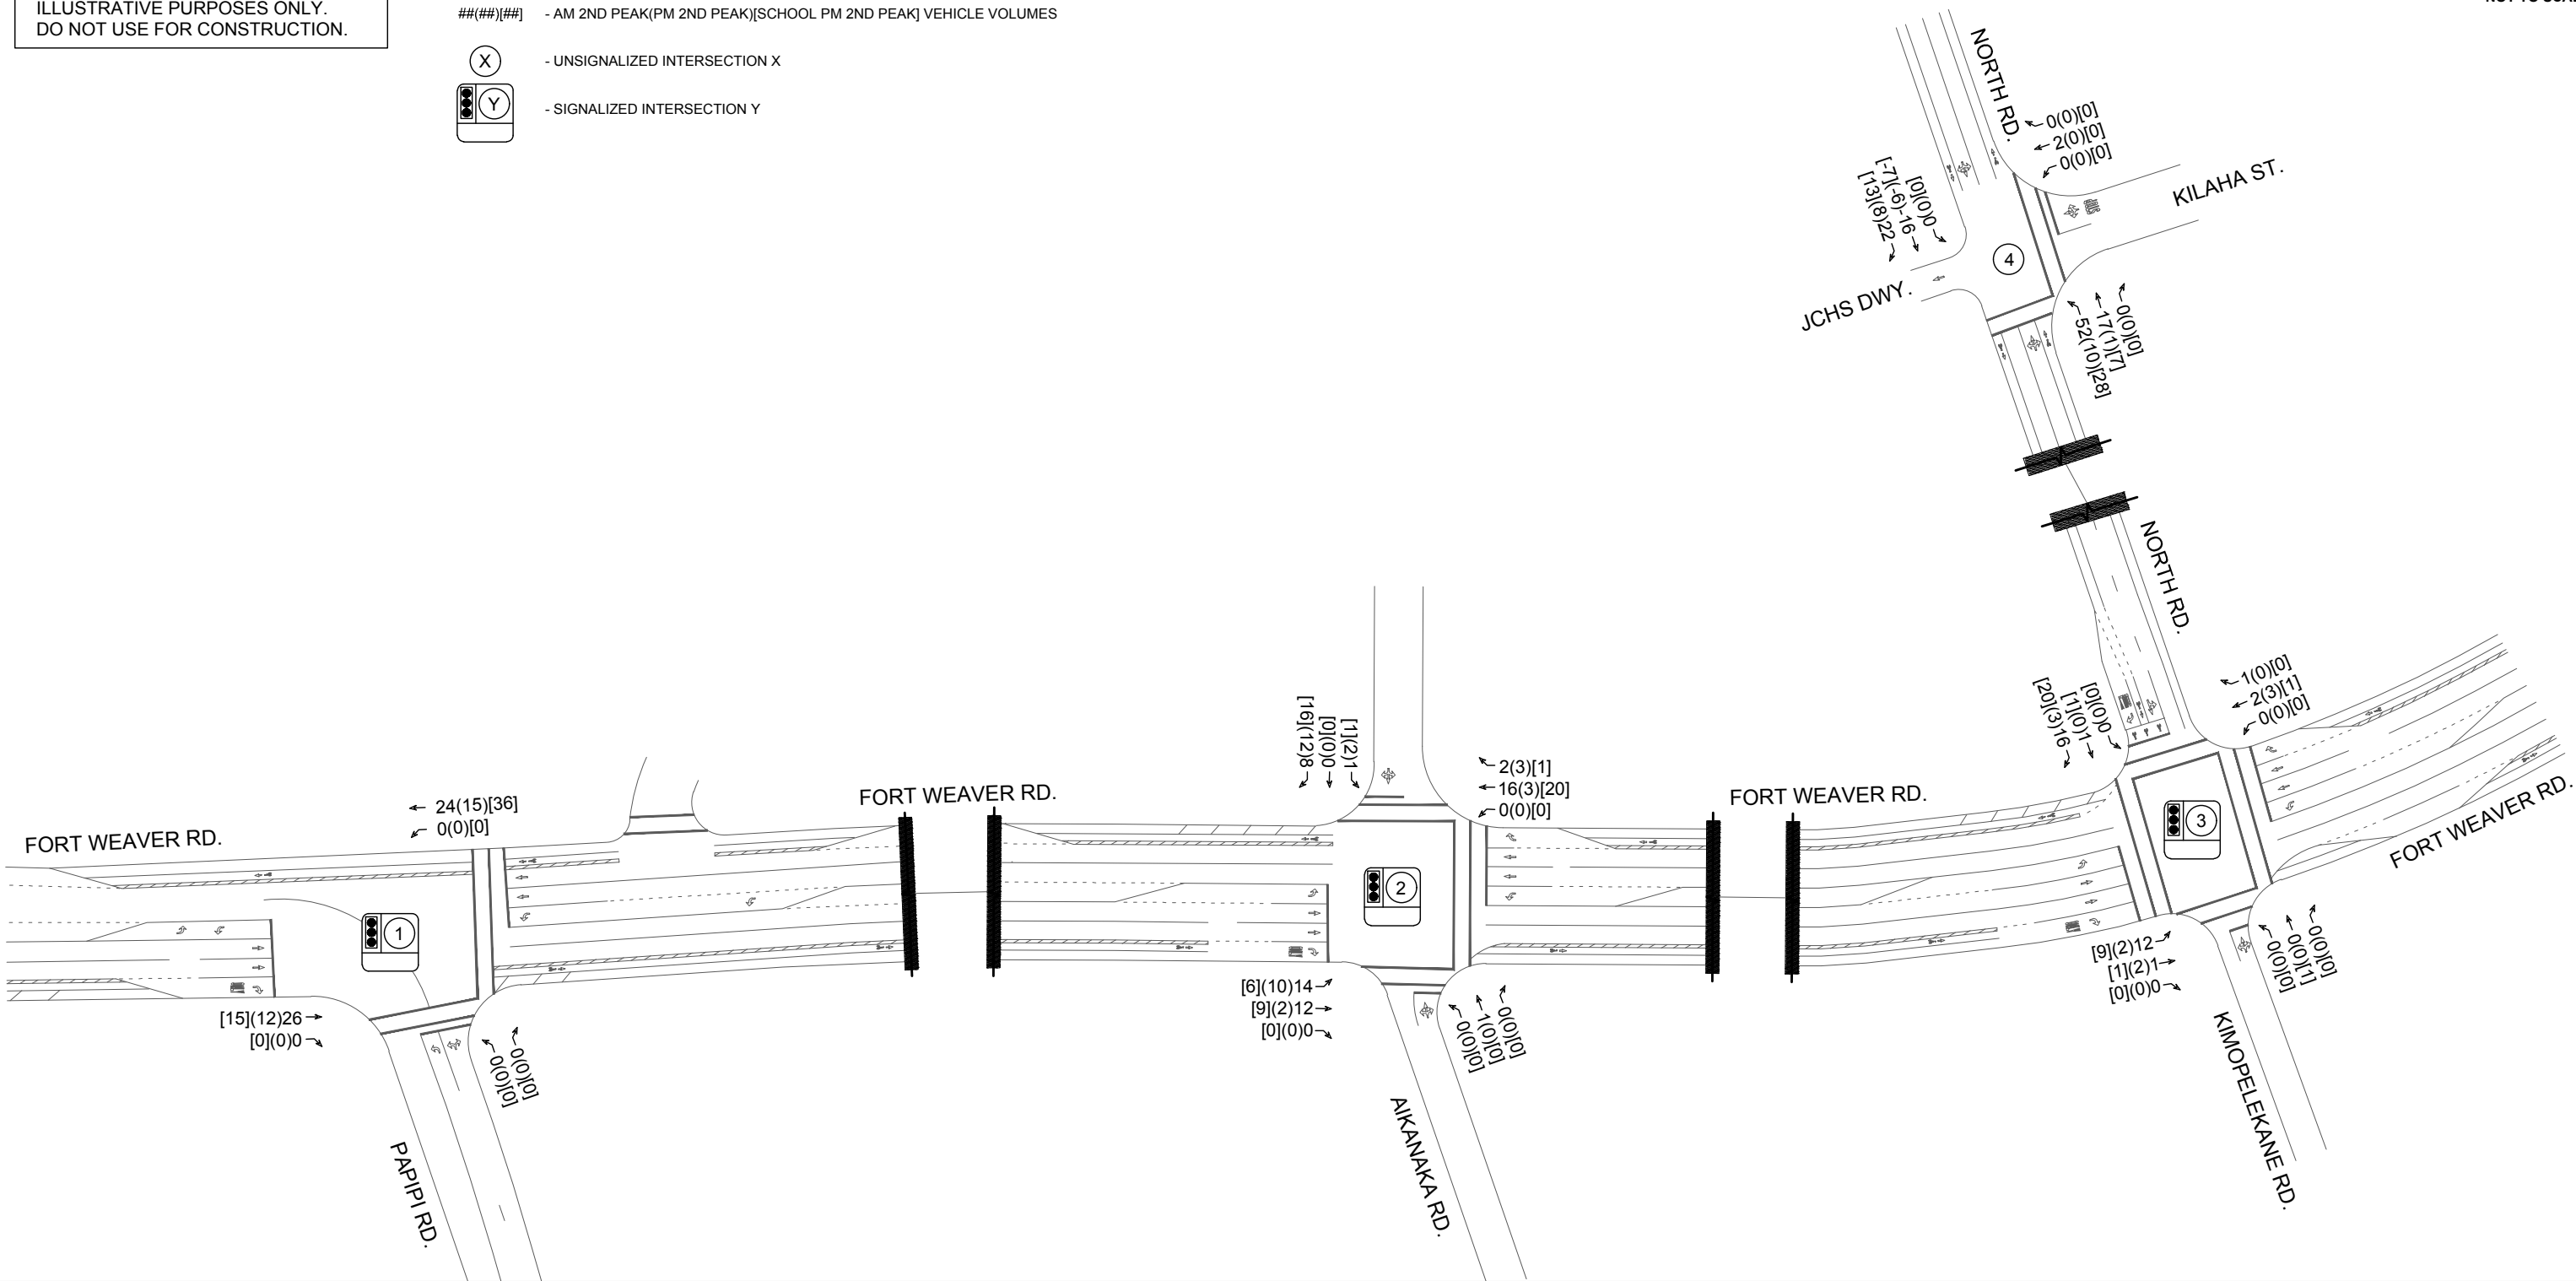 ILLUSTRATIVE PURPOSES ONLY.
DO NOT USE FOR CONSTRUCTION.
##(##)[##] - AM 2ND PEAK(PM 2ND PEAK)[SCHOOL PM 2ND PEAK] VEHICLE VOLUMES
X - UNSIGNALIZED INTERSECTION X
Y - SIGNALIZED INTERSECTION Y
NORTH RD.
0(0)[0]
2(0)[0]
0(0)[0]
KILAHA ST.
[0](0)0
[-7](-6)-16
[13](8)22
4
JCHS DWY.
0(0)[0]
17(1)[7]
52(10)[28]
NORTH RD.
1(0)[0]
2(3)[1]
0(0)[0]
[0](0)0
[1](0)1
[20](3)16
3
FORT WEAVER RD.
[9](2)12
[1](2)1
[0](0)0
0(0)[0]
0(0)[1]
0(0)[0]
KIMOPELEKANE RD.
FORT WEAVER RD.
[1](2)1
[0](0)0
[16](12)8
2(3)[1]
16(3)[20]
0(0)[0]
2
[6](10)14
[9](2)12
[0](0)0
0(0)[0]
1(0)[0]
0(0)[0]
AIKANAKA RD.
FORT WEAVER RD.
24(15)[36]
0(0)[0]
FORT WEAVER RD.
1
[15](12)26
[0](0)0
0(0)[0]
0(0)[0]
PAPIPI RD.